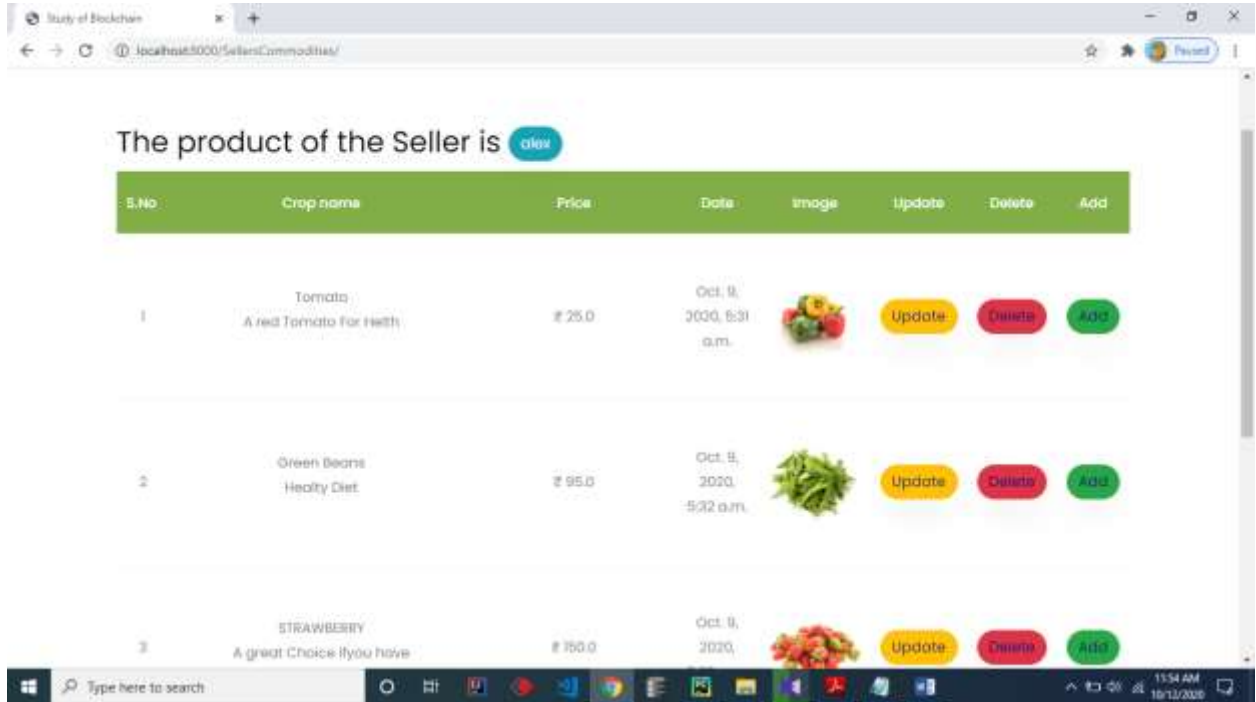 Study of Blockchain
localhost:8000/SellersCommodities/
Paused
The product of the Seller is alex
S.No Crop name Price Date Image Update Delete Add
1 Tomato ₹ 25.0 Oct. 9,
A red Tomato For Helth 2020, 5:31
a.m.
Update Delete Add
2 Green Beans ₹ 95.0 Oct. 9,
Healty Diet 2020,
5:32 a.m.
Update Delete Add
3 STRAWBERRY ₹ 150.0 Oct. 9,
A great Choice Ifyou have 2020,
Update Delete Add
Type here to search
11:54 AM
10/12/2020